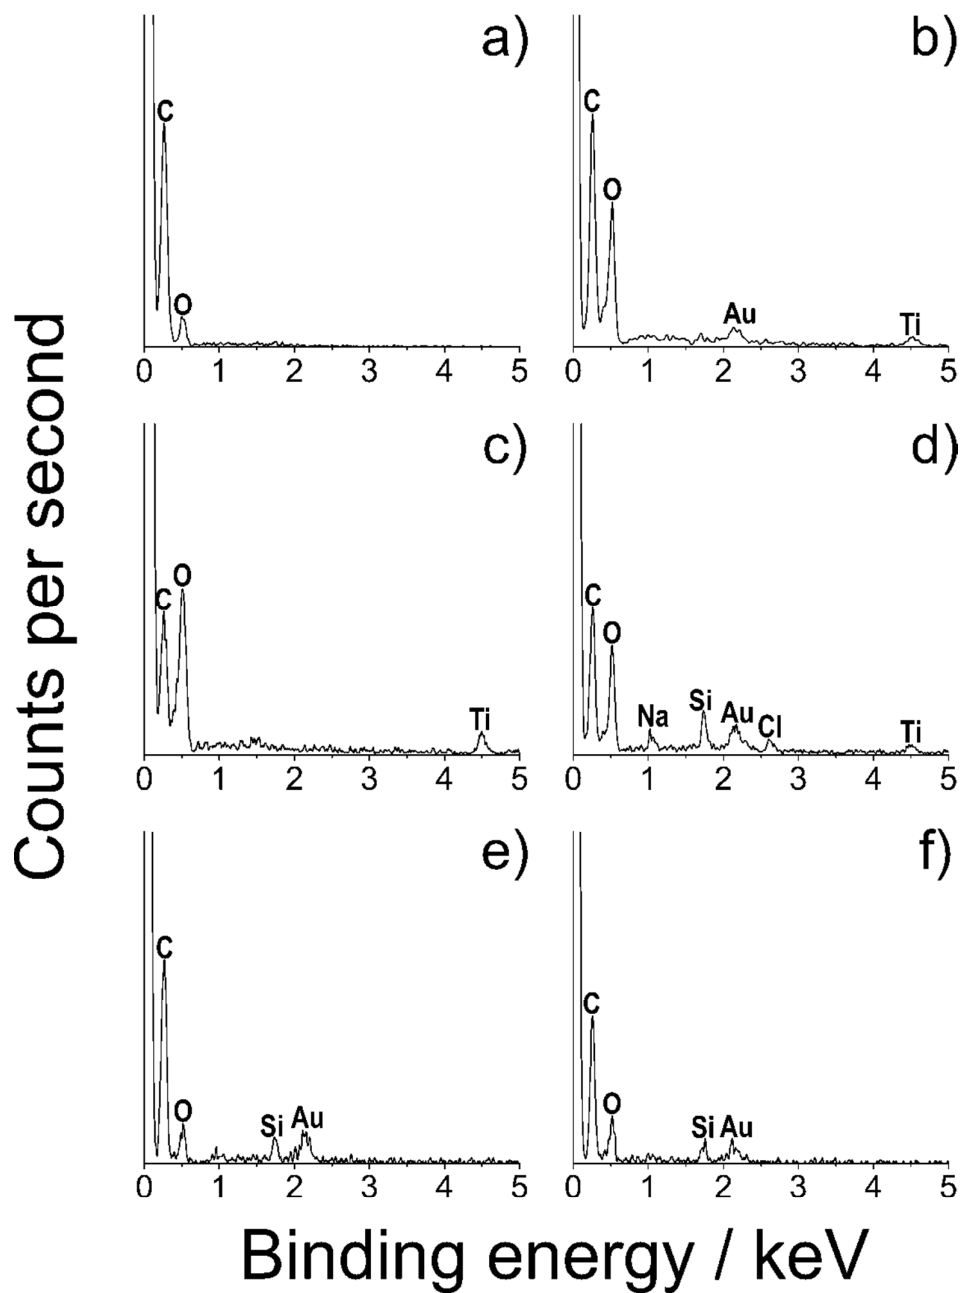 a)
C
O
0 1 2 3 4 5
b)
C
O
Au
Ti
0 1 2 3 4 5
c)
C
O
Ti
0 1 2 3 4 5
d)
C
O
Na
Si
Au
Cl
Ti
0 1 2 3 4 5
e)
C
O
Si
Au
0 1 2 3 4 5
f)
C
O
Si
Au
0 1 2 3 4 5
Counts per second
Binding energy / keV